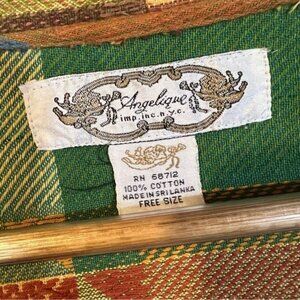 Angelique
imp. inc. n.y.c.
RN 68712
100% COTTON
MADE IN SRI LANKA
FREE SIZE